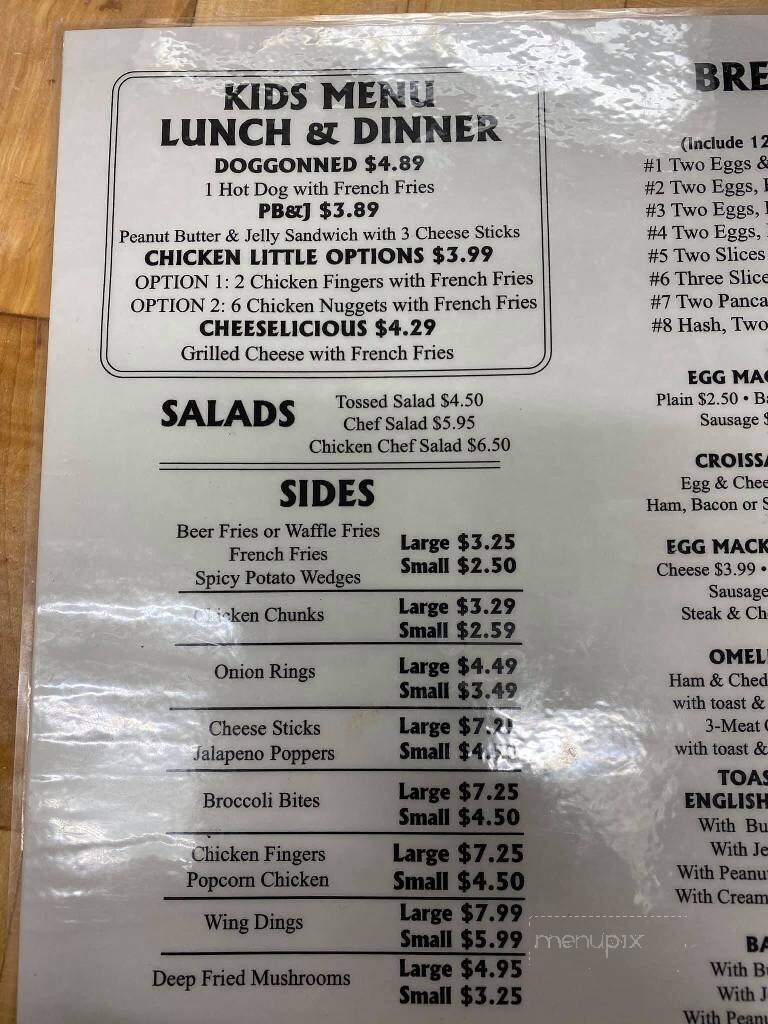 KIDS MENU
LUNCH & DINNER
DOGGONNED $4.89
1 Hot Dog with French Fries
PB&J $3.89
Peanut Butter & Jelly Sandwich with 3 Cheese Sticks
CHICKEN LITTLE OPTIONS $3.99
OPTION 1: 2 Chicken Fingers with French Fries
OPTION 2: 6 Chicken Nuggets with French Fries
CHEESELICIOUS $4.29
Grilled Cheese with French Fries
SALADS
Tossed Salad $4.50
Chef Salad $5.95
Chicken Chef Salad $6.50
SIDES
Beer Fries or Waffle Fries
French Fries
Spicy Potato Wedges
Large $3.25
Small $2.50
Chicken Chunks
Large $3.29
Small $2.59
Onion Rings
Large $4.49
Small $3.49
Cheese Sticks
Jalapeno Poppers
Large
Small
Broccoli Bites
Large $7.25
Small $4.50
Chicken Fingers
Popcorn Chicken
Large $7.25
Small $4.50
Wing Dings
Large $7.99
Small $5.99
Deep Fried Mushrooms
Large $4.95
Small $3.25
(Include 12
#1 Two Eggs &
#2 Two Eggs,
#3 Two Eggs,
#4 Two Eggs,
#5 Two Slices
#6 Three Slice
#7 Two Panca
#8 Hash, Two
EGG MA
Plain $2.50 • Ba
Sausage $
CROISSA
Egg & Chee
Ham, Bacon or S
EGG MACK
Cheese $3.99 •
Sausage
Steak & Ch
OMEL
Ham & Ched
with toast &
3-Meat
with toast &
TOAS
ENGLISH
With Bu
With Je
With Peanu
With Cream
BA
With Bu
With J
With Peanu
menupix